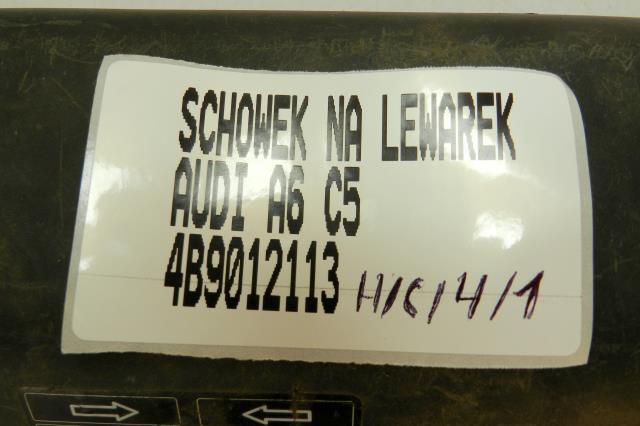 SCHOWEK NA LEWAREK
AUDI A6 C5
4B9012113 H/C/4/1